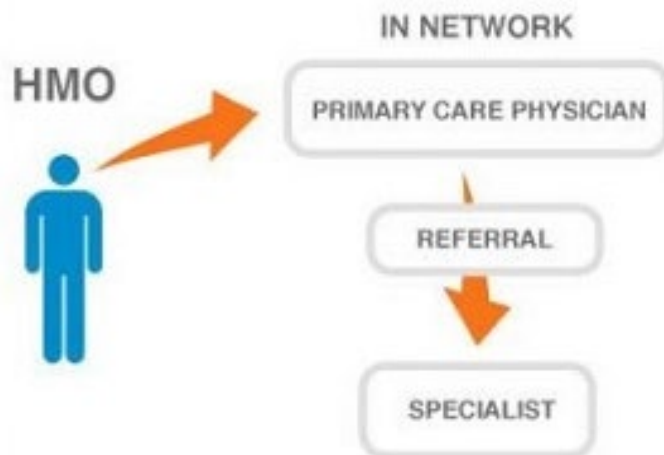 IN NETWORK
HMO
PRIMARY CARE PHYSICIAN
REFERRAL
SPECIALIST